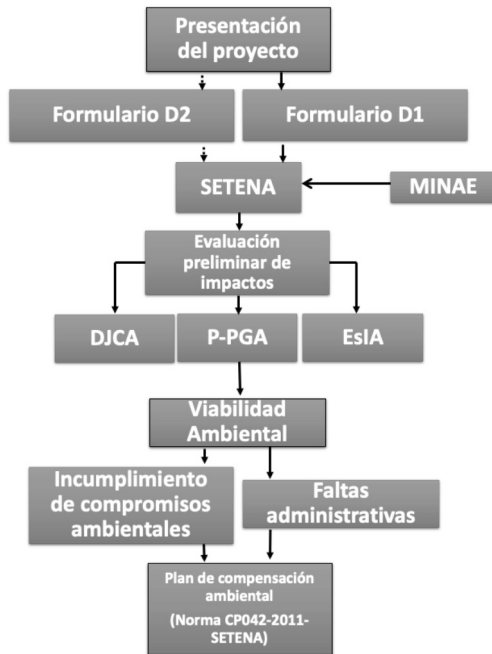 Presentación
del proyecto
Formulario D2
Formulario D1
SETENA
MINAE
Evaluación
preliminar de
impactos
DJCA
P-PGA
EsIA
Viabilidad
Ambiental
Incumplimiento
de compromisos
ambientales
Faltas
administrativas
Plan de compensación
ambiental
(Norma CP042-2011-
SETENA)